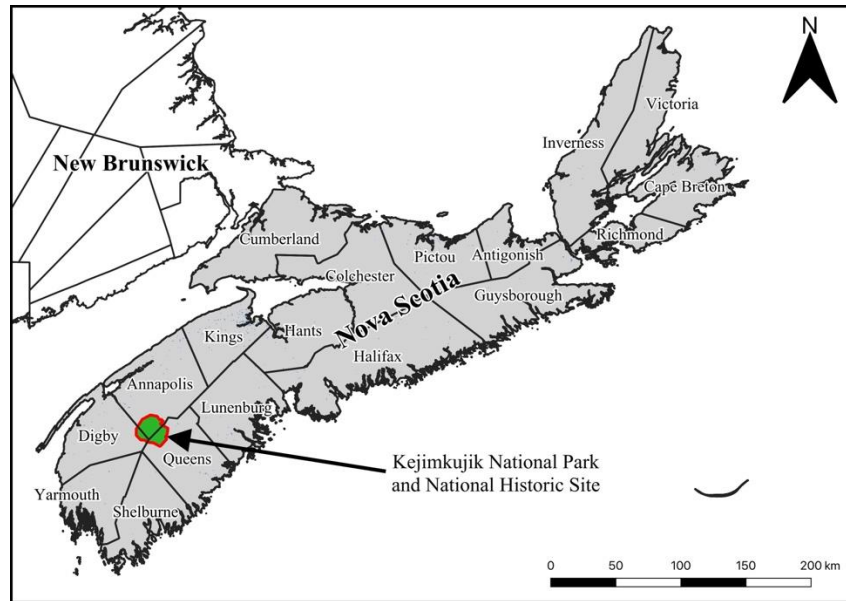 N
Victoria
Inverness
New Brunswick
Cape Breton
Cumberland
Richmond
Pictou
Antigonish
Colchester
Guysborough
Nova Scotia
Kings
Hants
Halifax
Annapolis
Lunenburg
Digby
Queens
Kejimkujik National Park
and National Historic Site
Yarmouth
Shelburne
0 50 100 150 200 km